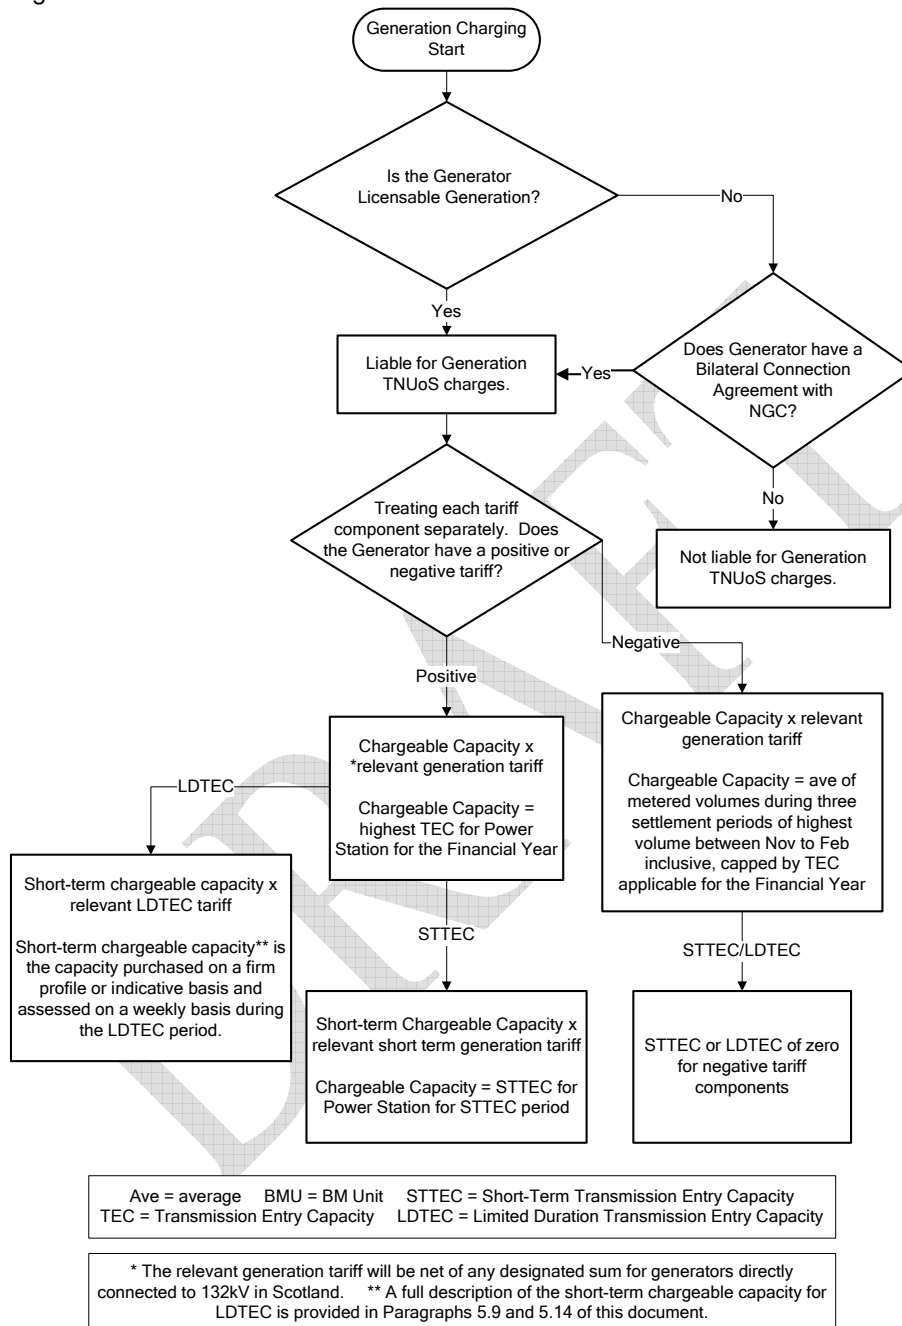 Generation Charging
Start
Is the Generator
Licensable Generation?
No
Yes
Does Generator have a
Bilateral Connection
Agreement with
NGC?
Liable for Generation
TNUoS charges.
Yes
No
Not liable for Generation
TNUoS charges.
Treating each tariff
component separately.  Does
the Generator have a positive or
negative tariff?
Negative
Positive
Chargeable Capacity x
*relevant generation tariff
Chargeable Capacity =
highest TEC for Power
Station for the Financial Year
Chargeable Capacity x relevant
generation tariff
Chargeable Capacity = ave of
metered volumes during three
settlement periods of highest
volume between Nov to Feb
inclusive, capped by TEC
applicable for the Financial Year
LDTEC
Short-term chargeable capacity x
relevant LDTEC tariff
Short-term chargeable capacity** is
the capacity purchased on a firm
profile or indicative basis and
assessed on a weekly basis during
the LDTEC period.
STTEC
Short-term Chargeable Capacity x
relevant short term generation tariff
Chargeable Capacity = STTEC for
Power Station for STTEC period
STTEC/LDTEC
STTEC or LDTEC of zero
for negative tariff
components
DRAFT
Ave = average    BMU = BM Unit    STTEC = Short-Term Transmission Entry Capacity
TEC = Transmission Entry Capacity    LDTEC = Limited Duration Transmission Entry Capacity
* The relevant generation tariff will be net of any designated sum for generators directly
connected to 132kV in Scotland.    ** A full description of the short-term chargeable capacity for
LDTEC is provided in Paragraphs 5.9 and 5.14 of this document.